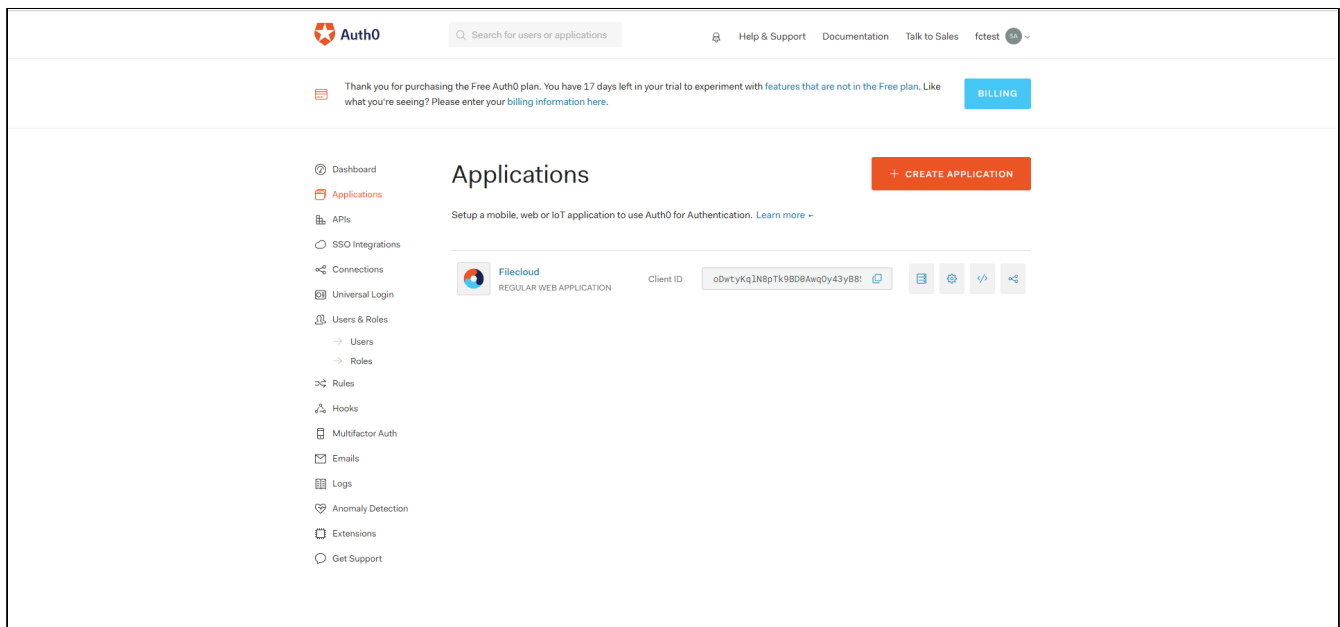 Auth0
Search for users or applications
Help & Support
Documentation
Talk to Sales
fctest
SA
Thank you for purchasing the Free Auth0 plan. You have 17 days left in your trial to experiment with features that are not in the Free plan. Like
what you're seeing? Please enter your billing information here.
BILLING
Dashboard
Applications
APIs
SSO Integrations
Connections
Universal Login
Users & Roles
Users
Roles
Rules
Hooks
Multifactor Auth
Emails
Logs
Anomaly Detection
Extensions
Get Support
Applications
+ CREATE APPLICATION
Setup a mobile, web or IoT application to use Auth0 for Authentication. Learn more
Filecloud
REGULAR WEB APPLICATION
Client ID